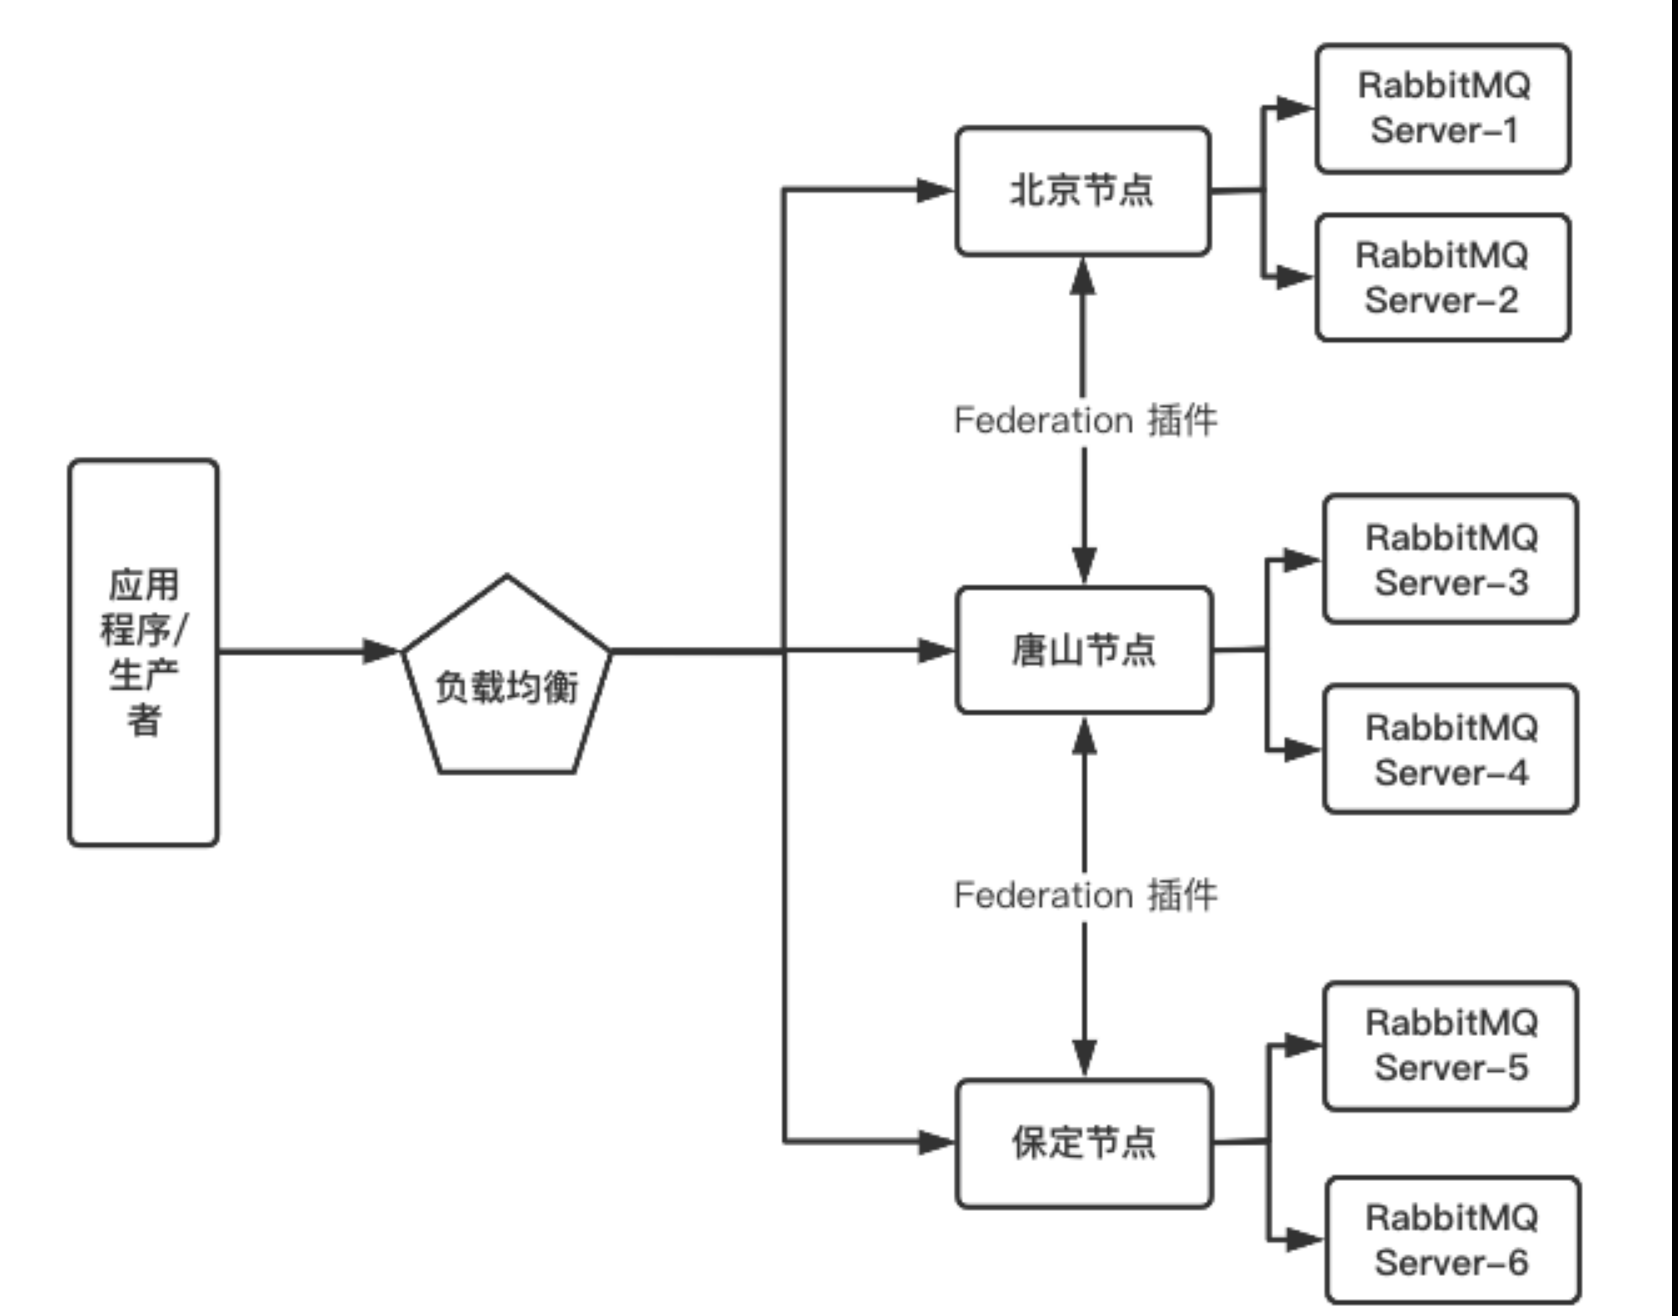 应用
程序/
生产
者
负载均衡
北京节点
RabbitMQ
Server-1
RabbitMQ
Server-2
Federation 插件
唐山节点
RabbitMQ
Server-3
RabbitMQ
Server-4
Federation 插件
保定节点
RabbitMQ
Server-5
RabbitMQ
Server-6